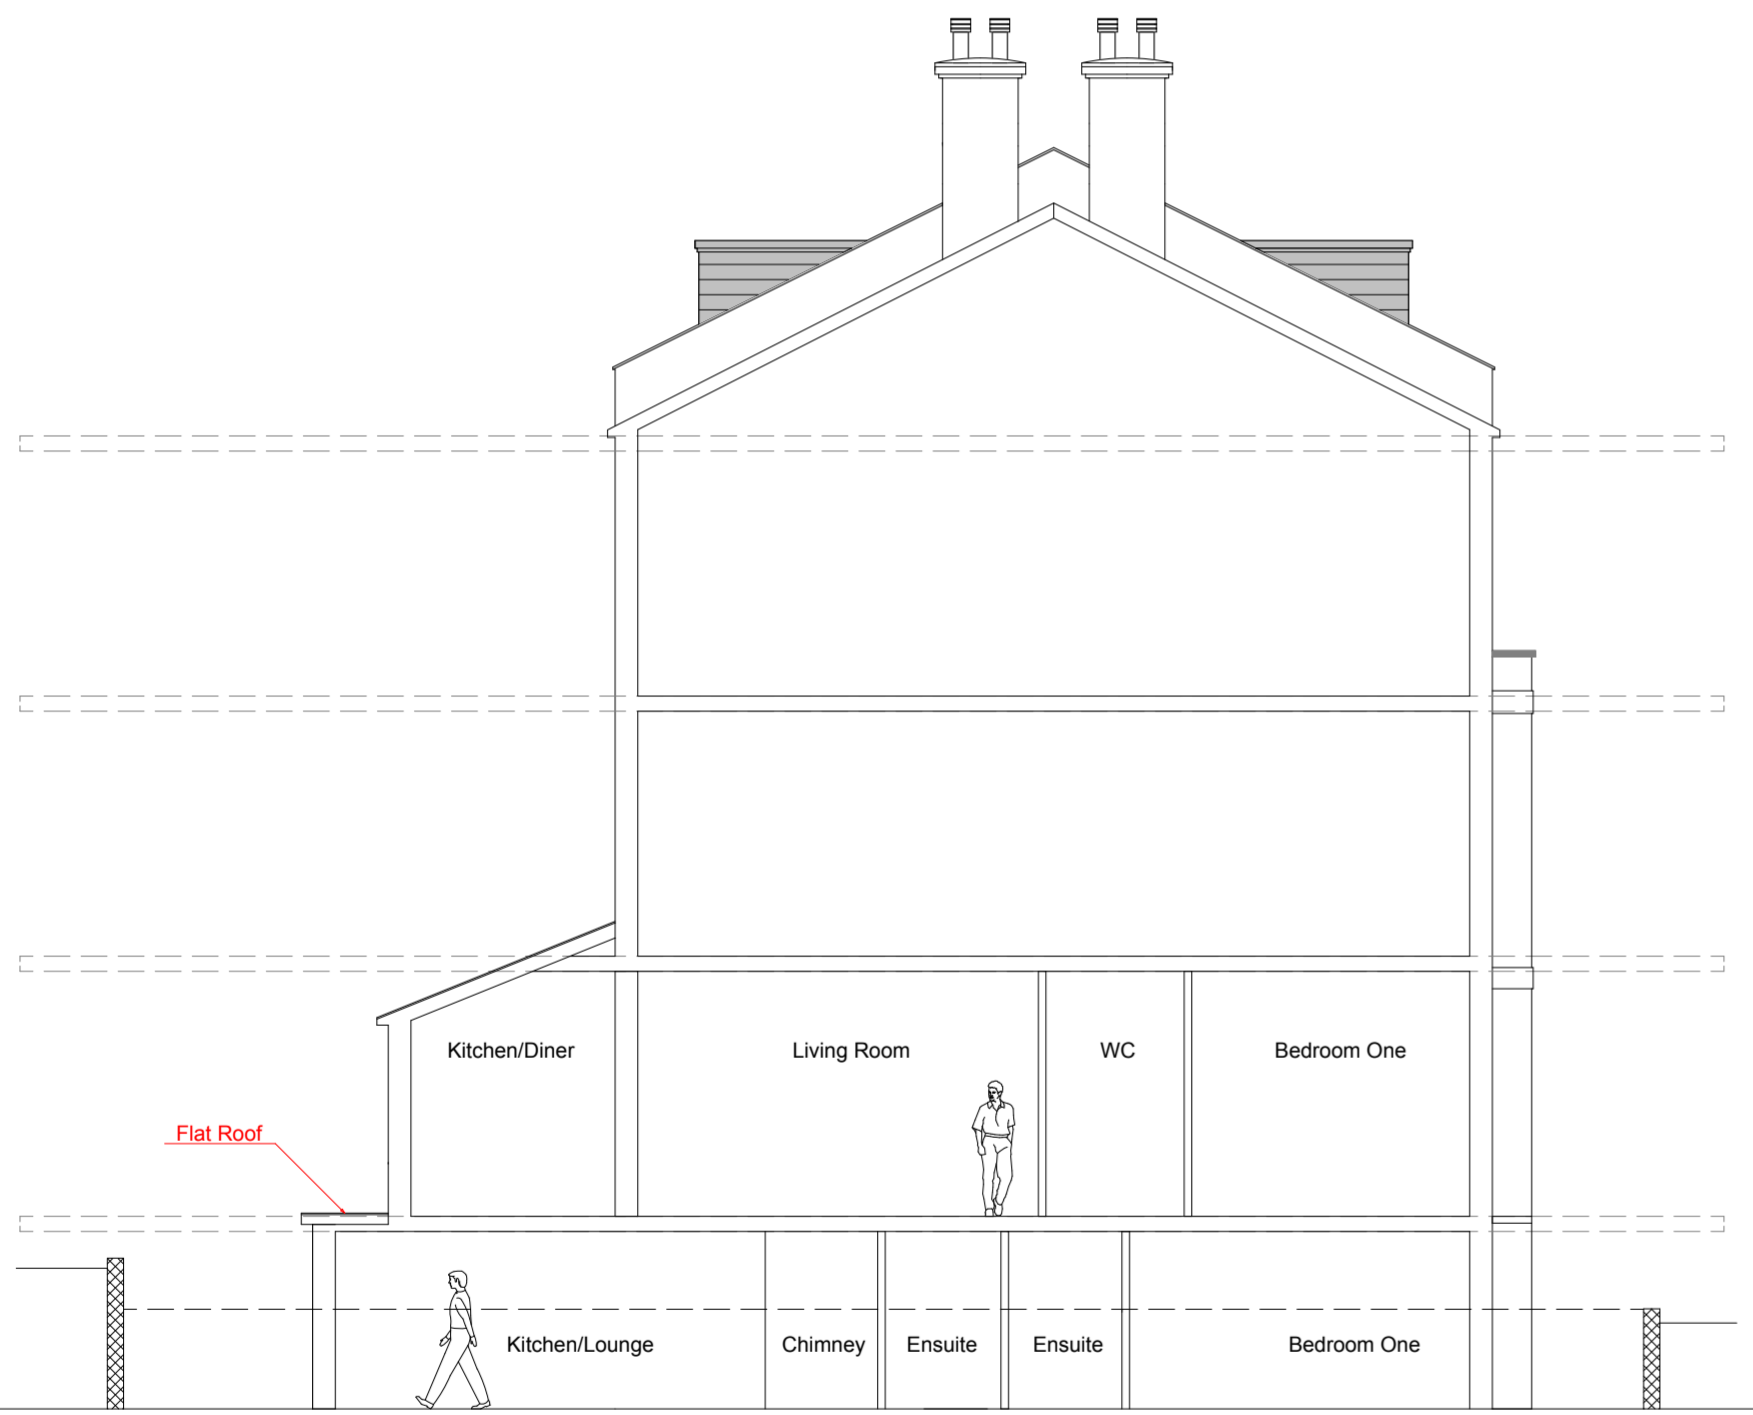 Kitchen/Diner
Living Room
WC
Bedroom One
Flat Roof
Kitchen/Lounge
Chimney
Ensuite
Ensuite
Bedroom One